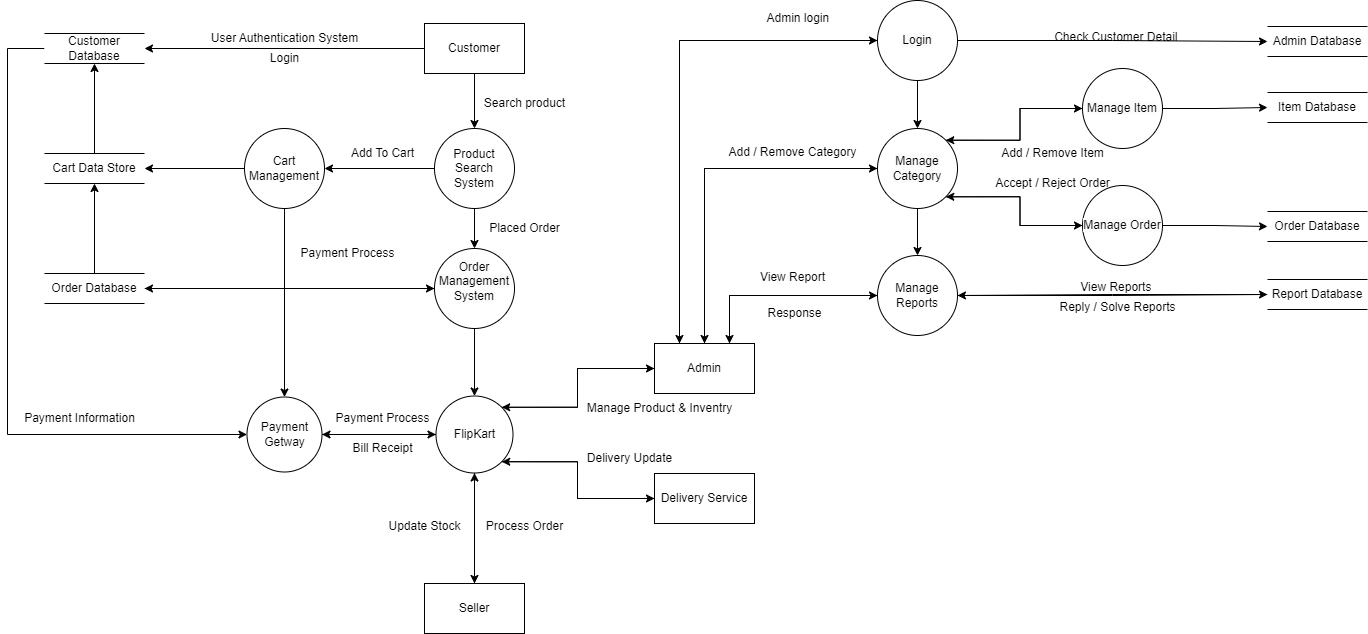 Admin login
Customer
Database
User Authentication System
Login
Customer
Login
Check Customer Detail
Admin Database
Search product
Manage Item
Item Database
Cart Data Store
Cart
Management
Add To Cart
Product
Search
System
Add / Remove Category
Manage
Category
Add / Remove Item
Accept / Reject Order
Placed Order
Manage Order
Order Database
Payment Process
Order Database
Order
Management
System
View Report
Response
Manage
Reports
View Reports
Reply / Solve Reports
Report Database
Admin
Manage Product & Inventry
Payment Information
Payment
Getway
Payment Process
Bill Receipt
FlipKart
Delivery Update
Delivery Service
Update Stock
Process Order
Seller